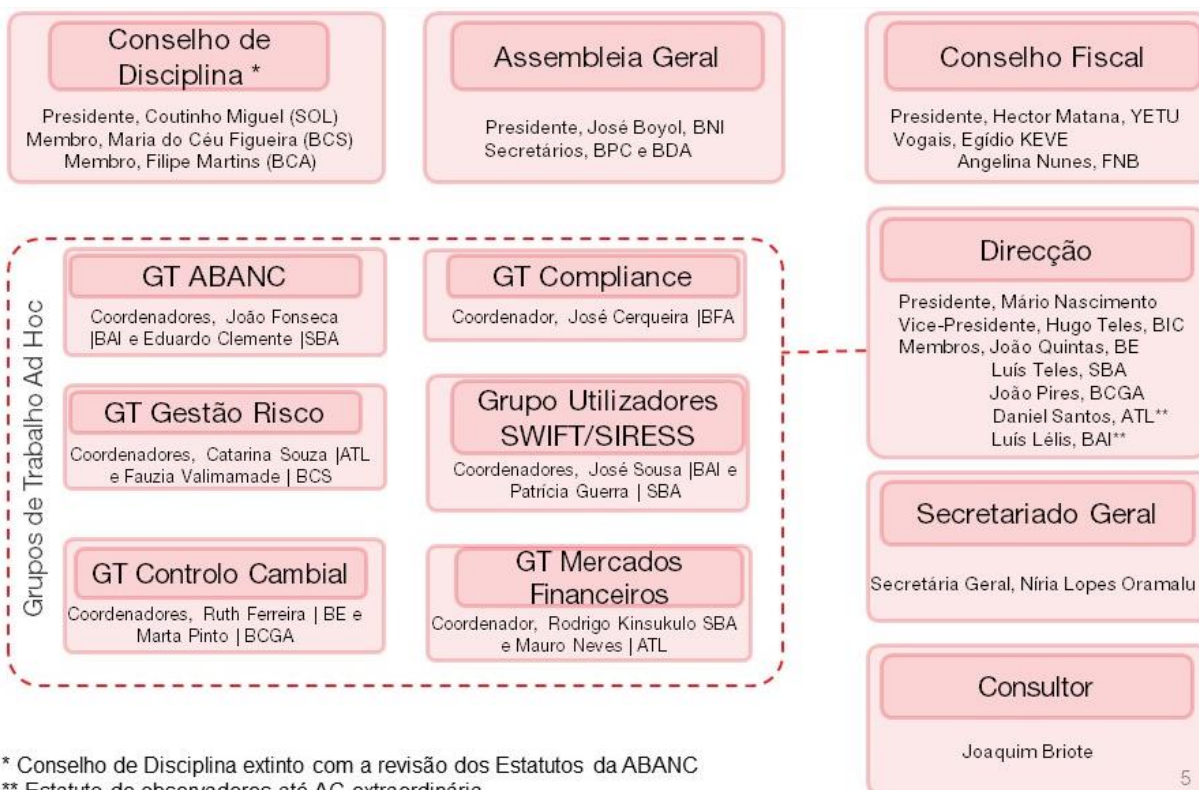 Conselho de
Disciplina *
Presidente, Coutinho Miguel (SOL)
Membro, Maria do Céu Figueira (BCS)
Membro, Filipe Martins (BCA)
Assembleia Geral
Presidente, José Boyol, BNI
Secretários, BPC e BDA
Conselho Fiscal
Presidente, Hector Matana, YETU
Vogais, Egídio KEVE
Angelina Nunes, FNB
Grupos de Trabalho Ad Hoc
GT ABANC
Coordenadores, João Fonseca
|BAI e Eduardo Clemente |SBA
GT Compliance
Coordenador, José Cerqueira |BFA
GT Gestão Risco
Coordenadores, Catarina Souza |ATL
e Fauzia Valimamade | BCS
Grupo Utilizadores
SWIFT/SIRESS
Coordenadores, José Sousa |BAI e
Patrícia Guerra | SBA
GT Controlo Cambial
Coordenadores, Ruth Ferreira | BE e
Marta Pinto | BCGA
GT Mercados
Financeiros
Coordenador, Rodrigo Kinsukulo SBA
e Mauro Neves | ATL
Direcção
Presidente, Mário Nascimento
Vice-Presidente, Hugo Teles, BIC
Membros, João Quintas, BE
Luís Teles, SBA
João Pires, BCGA
Daniel Santos, ATL**
Luís Lélis, BAI**
Secretariado Geral
Secretária Geral, Níria Lopes Oramalu
Consultor
Joaquim Briote
* Conselho de Disciplina extinto com a revisão dos Estatutos da ABANC
** Estatuto de observadores até AG extraordinária
5